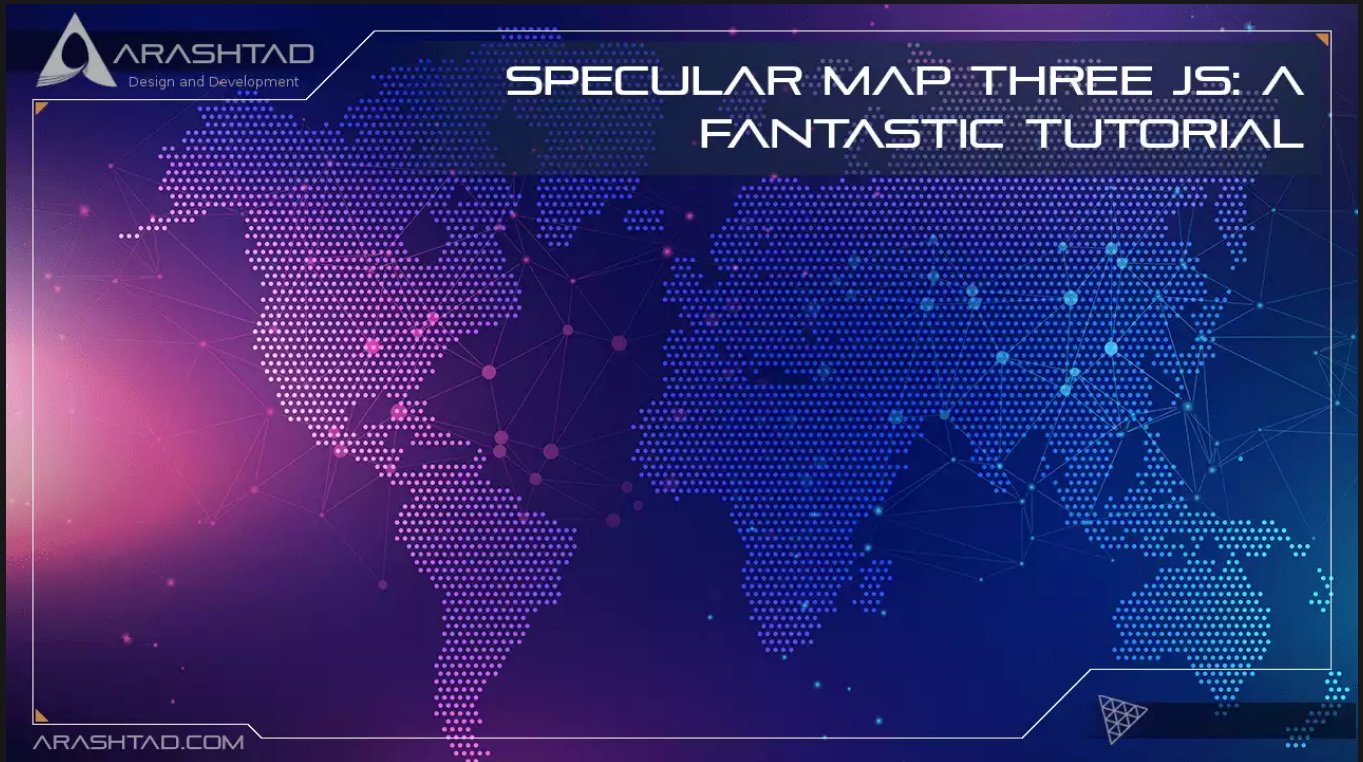 ARASHTAD
Design and Development
SPECULAR MAP THREE JS: A
FANTASTIC TUTORIAL
ARASHTAD.COM